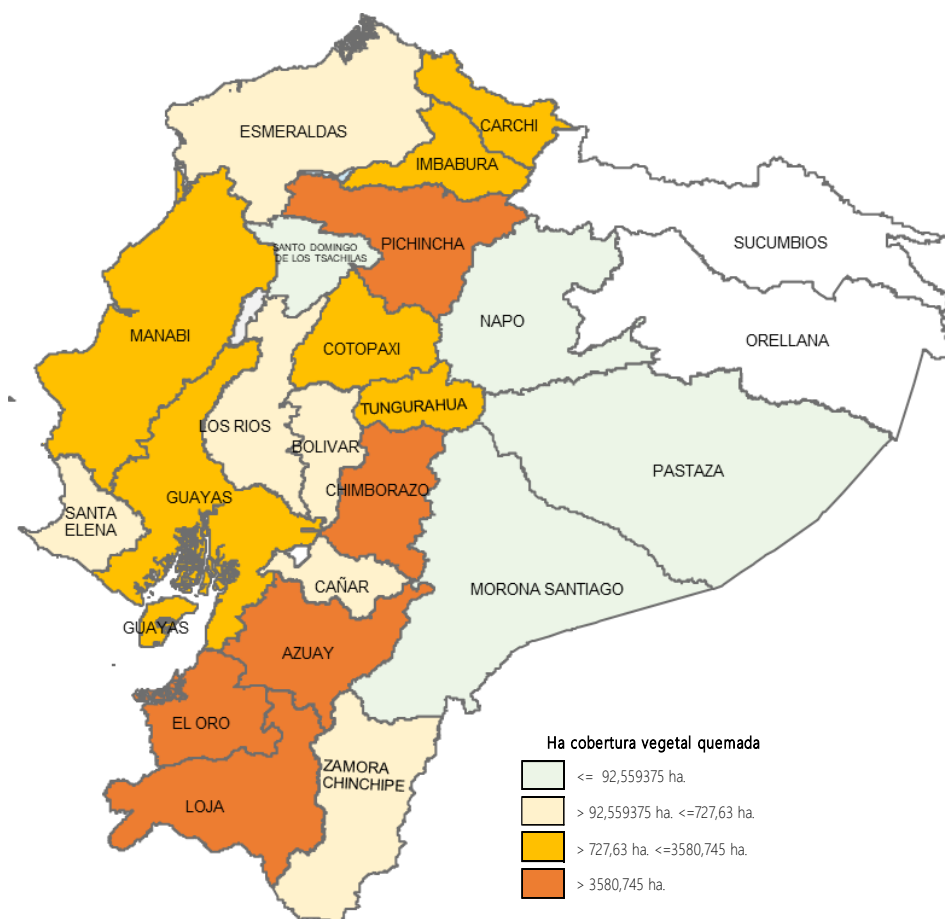 ESMERALDAS
CARCHI
IMBABURA
PICHINCHA
SUCUMBIOS
SANTO DOMINGO
DE LOS TSACHILAS
NAPO
MANABI
COTOPAXI
ORELLANA
TUNGURAHUA
LOS RIOS
BOLIVAR
PASTAZA
CHIMBORAZO
GUAYAS
SANTA
ELENA
CAÑAR
MORONA SANTIAGO
GUAYAS
AZUAY
EL ORO
ZAMORA
CHINCHIPE
LOJA
Ha cobertura vegetal quemada
<= 92,559375 ha.
> 92,559375 ha. <=727,63 ha.
> 727,63 ha. <=3580,745 ha.
> 3580,745 ha.